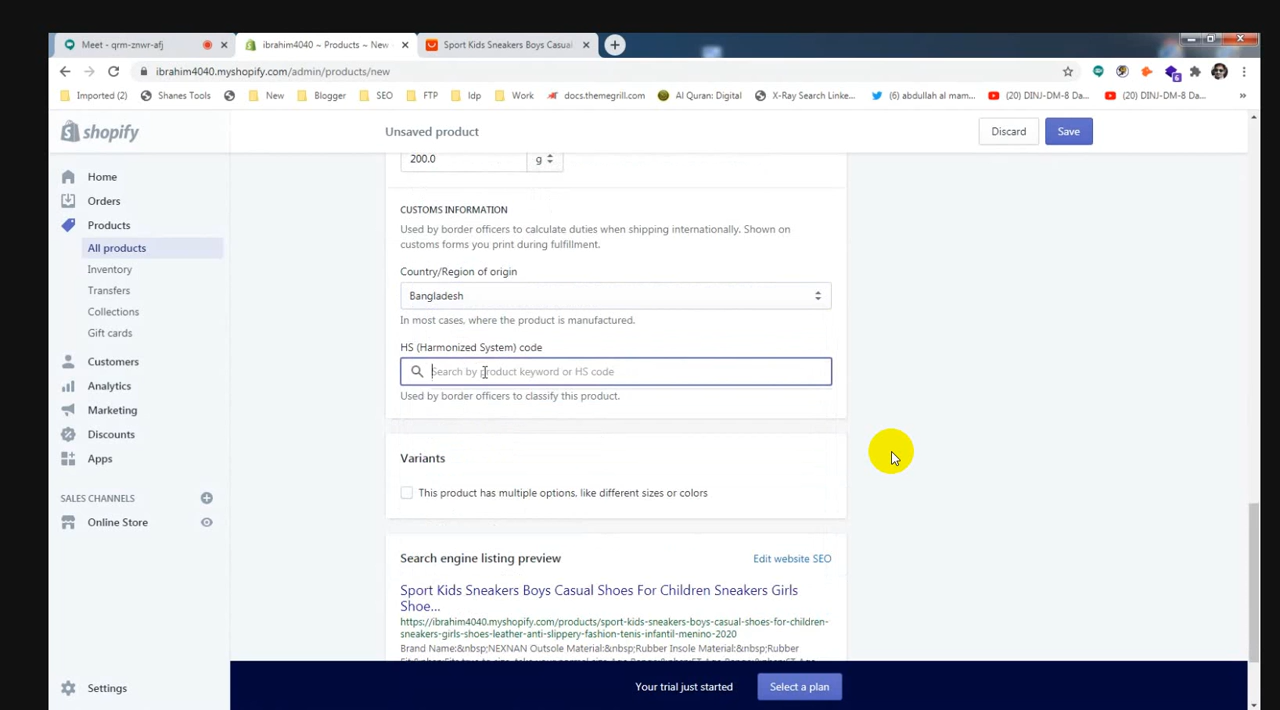 Meet - qrm-znwr-afj
ibrahim4040 ~ Products ~ New
Sport Kids Sneakers Boys Casual
ibrahim4040.myshopify.com/admin/products/new
Imported (2)
Shanes Tools
New
Blogger
SEO
FTP
Idp
Work
docs.themegrill.com
Al Quran: Digital
X-Ray Search Linke...
(6) abdullah al mam...
(20) DINJ-DM-8 Da...
(20) DINJ-DM-8 Da...
»
6
shopify
Unsaved product
Discard
Save
Home
Orders
Products
All products
Inventory
Transfers
Collections
Gift cards
Customers
Analytics
Marketing
Discounts
Apps
SALES CHANNELS
Online Store
Settings
200.0
g
CUSTOMS INFORMATION
Used by border officers to calculate duties when shipping internationally. Shown on
customs forms you print during fulfillment.
Country/Region of origin
Bangladesh
In most cases, where the product is manufactured.
HS (Harmonized System) code
Search by product keyword or HS code
Used by border officers to classify this product.
Variants
This product has multiple options, like different sizes or colors
Search engine listing preview
Edit website SEO
Sport Kids Sneakers Boys Casual Shoes For Children Sneakers Girls
Shoe...
https://ibrahim4040.myshopify.com/products/sport-kids-sneakers-boys-casual-shoes-for-children-
sneakers-girls-shoes-leather-anti-slippery-fashion-tenis-infantil-menino-2020
Brand Name:&nbsp;NEXNAN Outsole Material:&nbsp;Rubber Insole Material:&nbsp;Rubber
Your trial just started
Select a plan